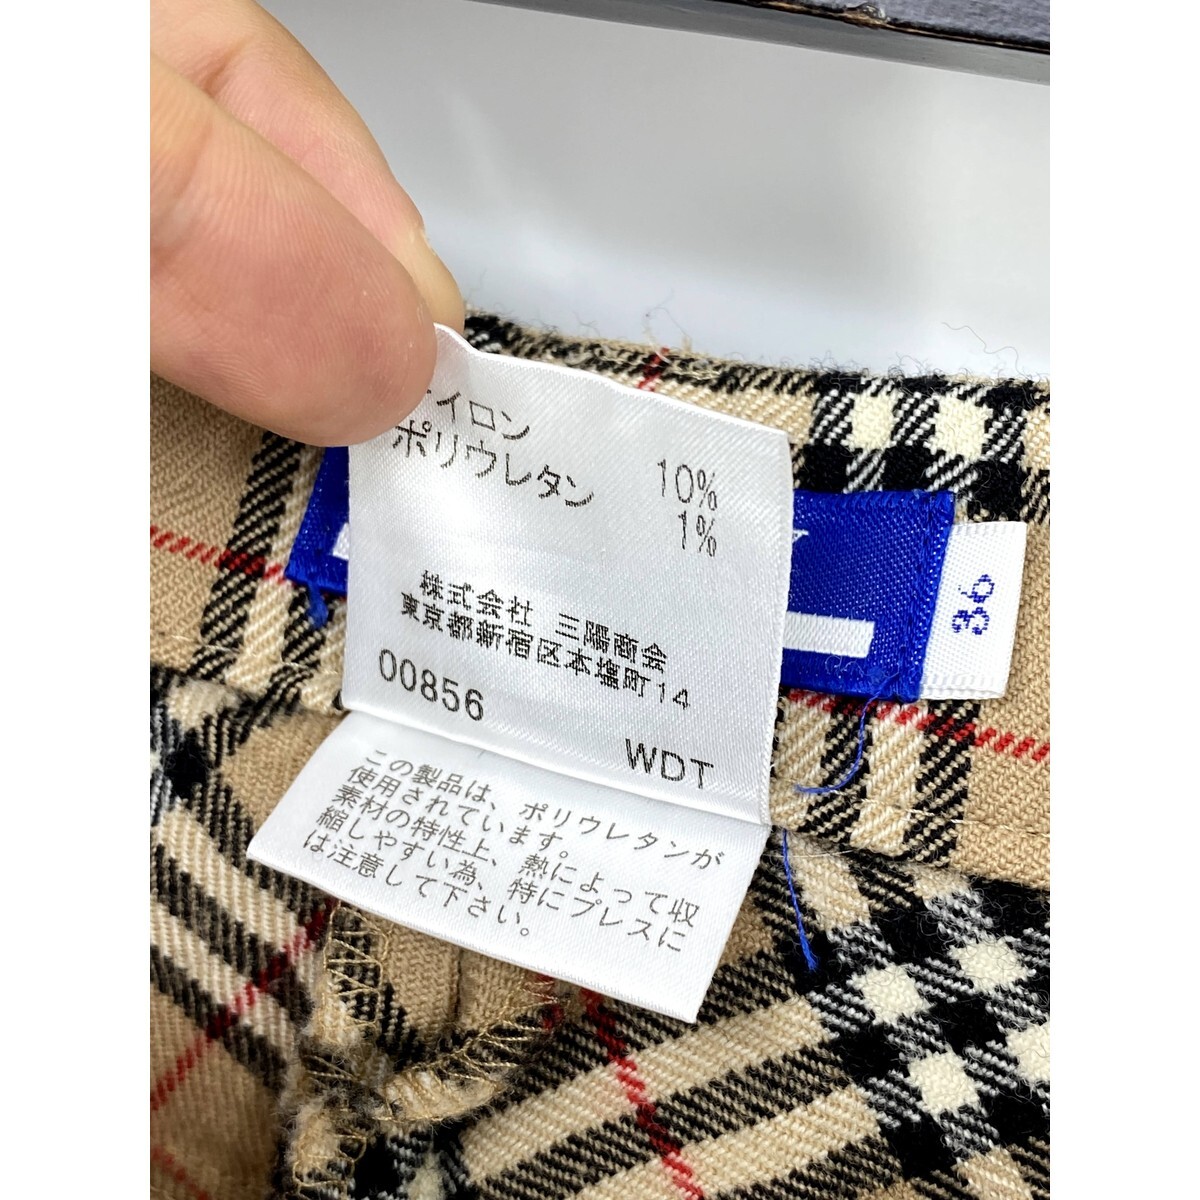 ナイロン 10%
ポリウレタン 1%
株式会社 三陽商会
東京都新宿区本塩町14
00856
WDT
この製品は、ポリウレタンが
使用されています。
素材の特性上、熱によって収
縮しやすい為、特にプレスに
は注意して下さい。
36